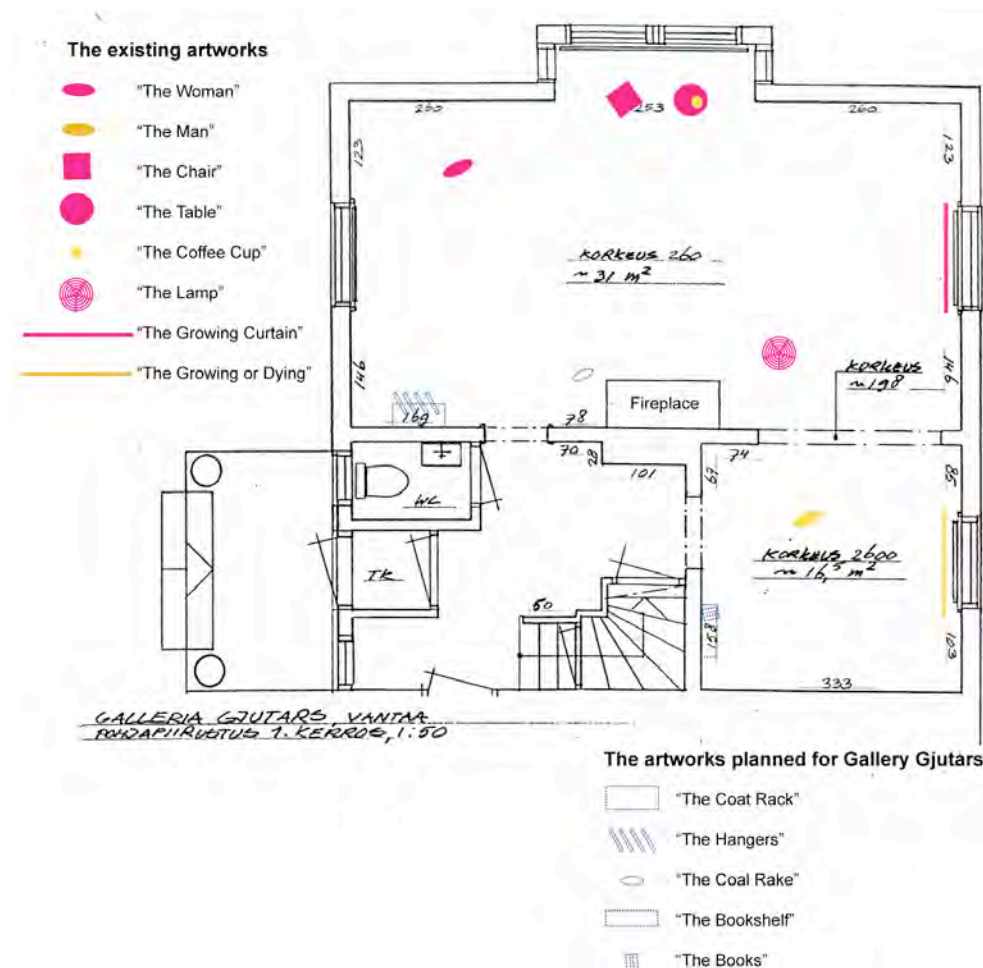 The existing artworks
"The Woman"
"The Man"
"The Chair"
"The Table"
"The Coffee Cup"
"The Lamp"
"The Growing Curtain"
"The Growing or Dying"
260
253
260
123
123
KORKEUS 260
~ 31 m²
146
146
KORKEUS
~198
169
78
Fireplace
70
28
101
74
67
85
WC
TK
KORKEUS 2600
~ 16,5 m²
50
158
103
333
GALLERIA GJUTARS, VANTAA
POHJAPIIRUSTUS 1. KERROS, 1:50
The artworks planned for Gallery Gjutars
"The Coat Rack"
"The Hangers"
"The Coal Rake"
"The Bookshelf"
"The Books"